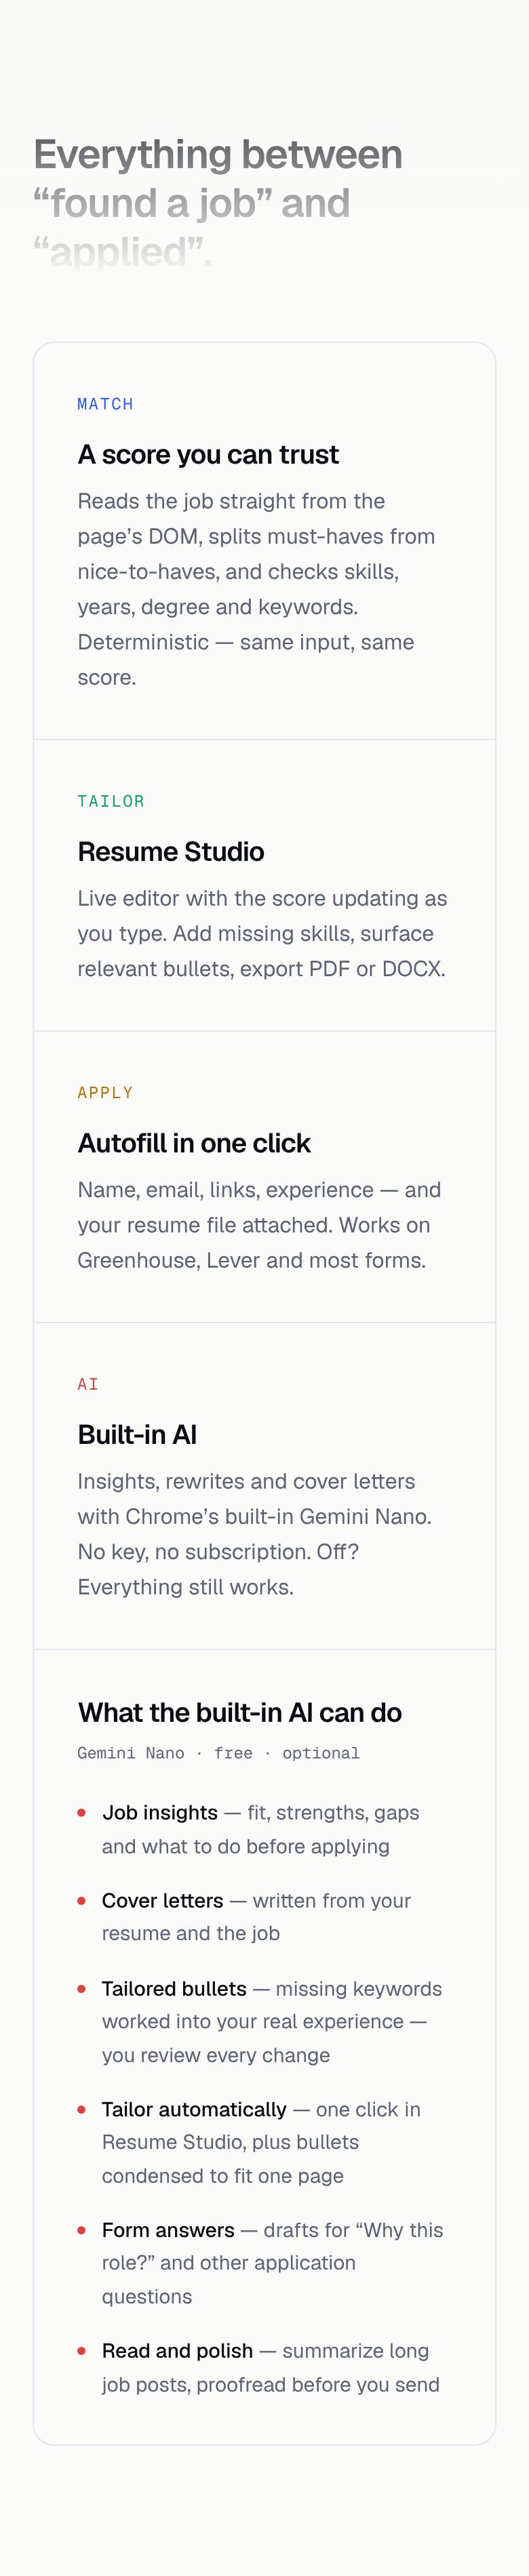 Everything between
“found a job” and
“applied”.
MATCH
A score you can trust
Reads the job straight from the
page’s DOM, splits must-haves from
nice-to-haves, and checks skills,
years, degree and keywords.
Deterministic — same input, same
score.
TAILOR
Resume Studio
Live editor with the score updating as
you type. Add missing skills, surface
relevant bullets, export PDF or DOCX.
APPLY
Autofill in one click
Name, email, links, experience — and
your resume file attached. Works on
Greenhouse, Lever and most forms.
AI
Built-in AI
Insights, rewrites and cover letters
with Chrome’s built-in Gemini Nano.
No key, no subscription. Off?
Everything still works.
What the built-in AI can do
Gemini Nano · free · optional
• Job insights — fit, strengths, gaps
and what to do before applying
• Cover letters — written from your
resume and the job
• Tailored bullets — missing keywords
worked into your real experience —
you review every change
• Tailor automatically — one click in
Resume Studio, plus bullets
condensed to fit one page
• Form answers — drafts for “Why this
role?” and other application
questions
• Read and polish — summarize long
job posts, proofread before you send